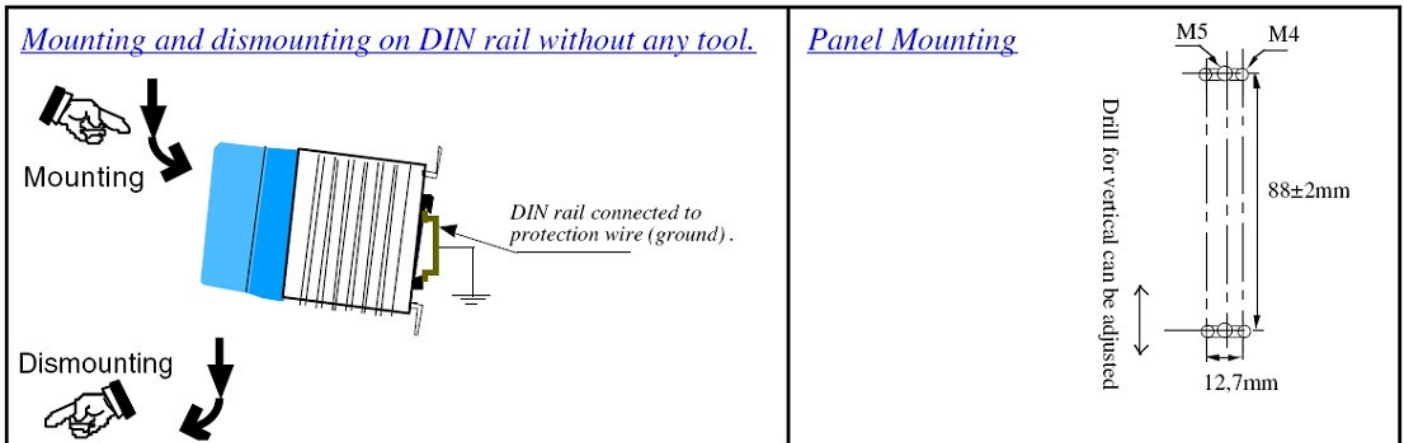 Mounting and dismounting on DIN rail without any tool.
Mounting
DIN rail connected to
protection wire (ground) .
Dismounting
Panel Mounting
M5
M4
Drill for vertical can be adjusted
88±2mm
12,7mm